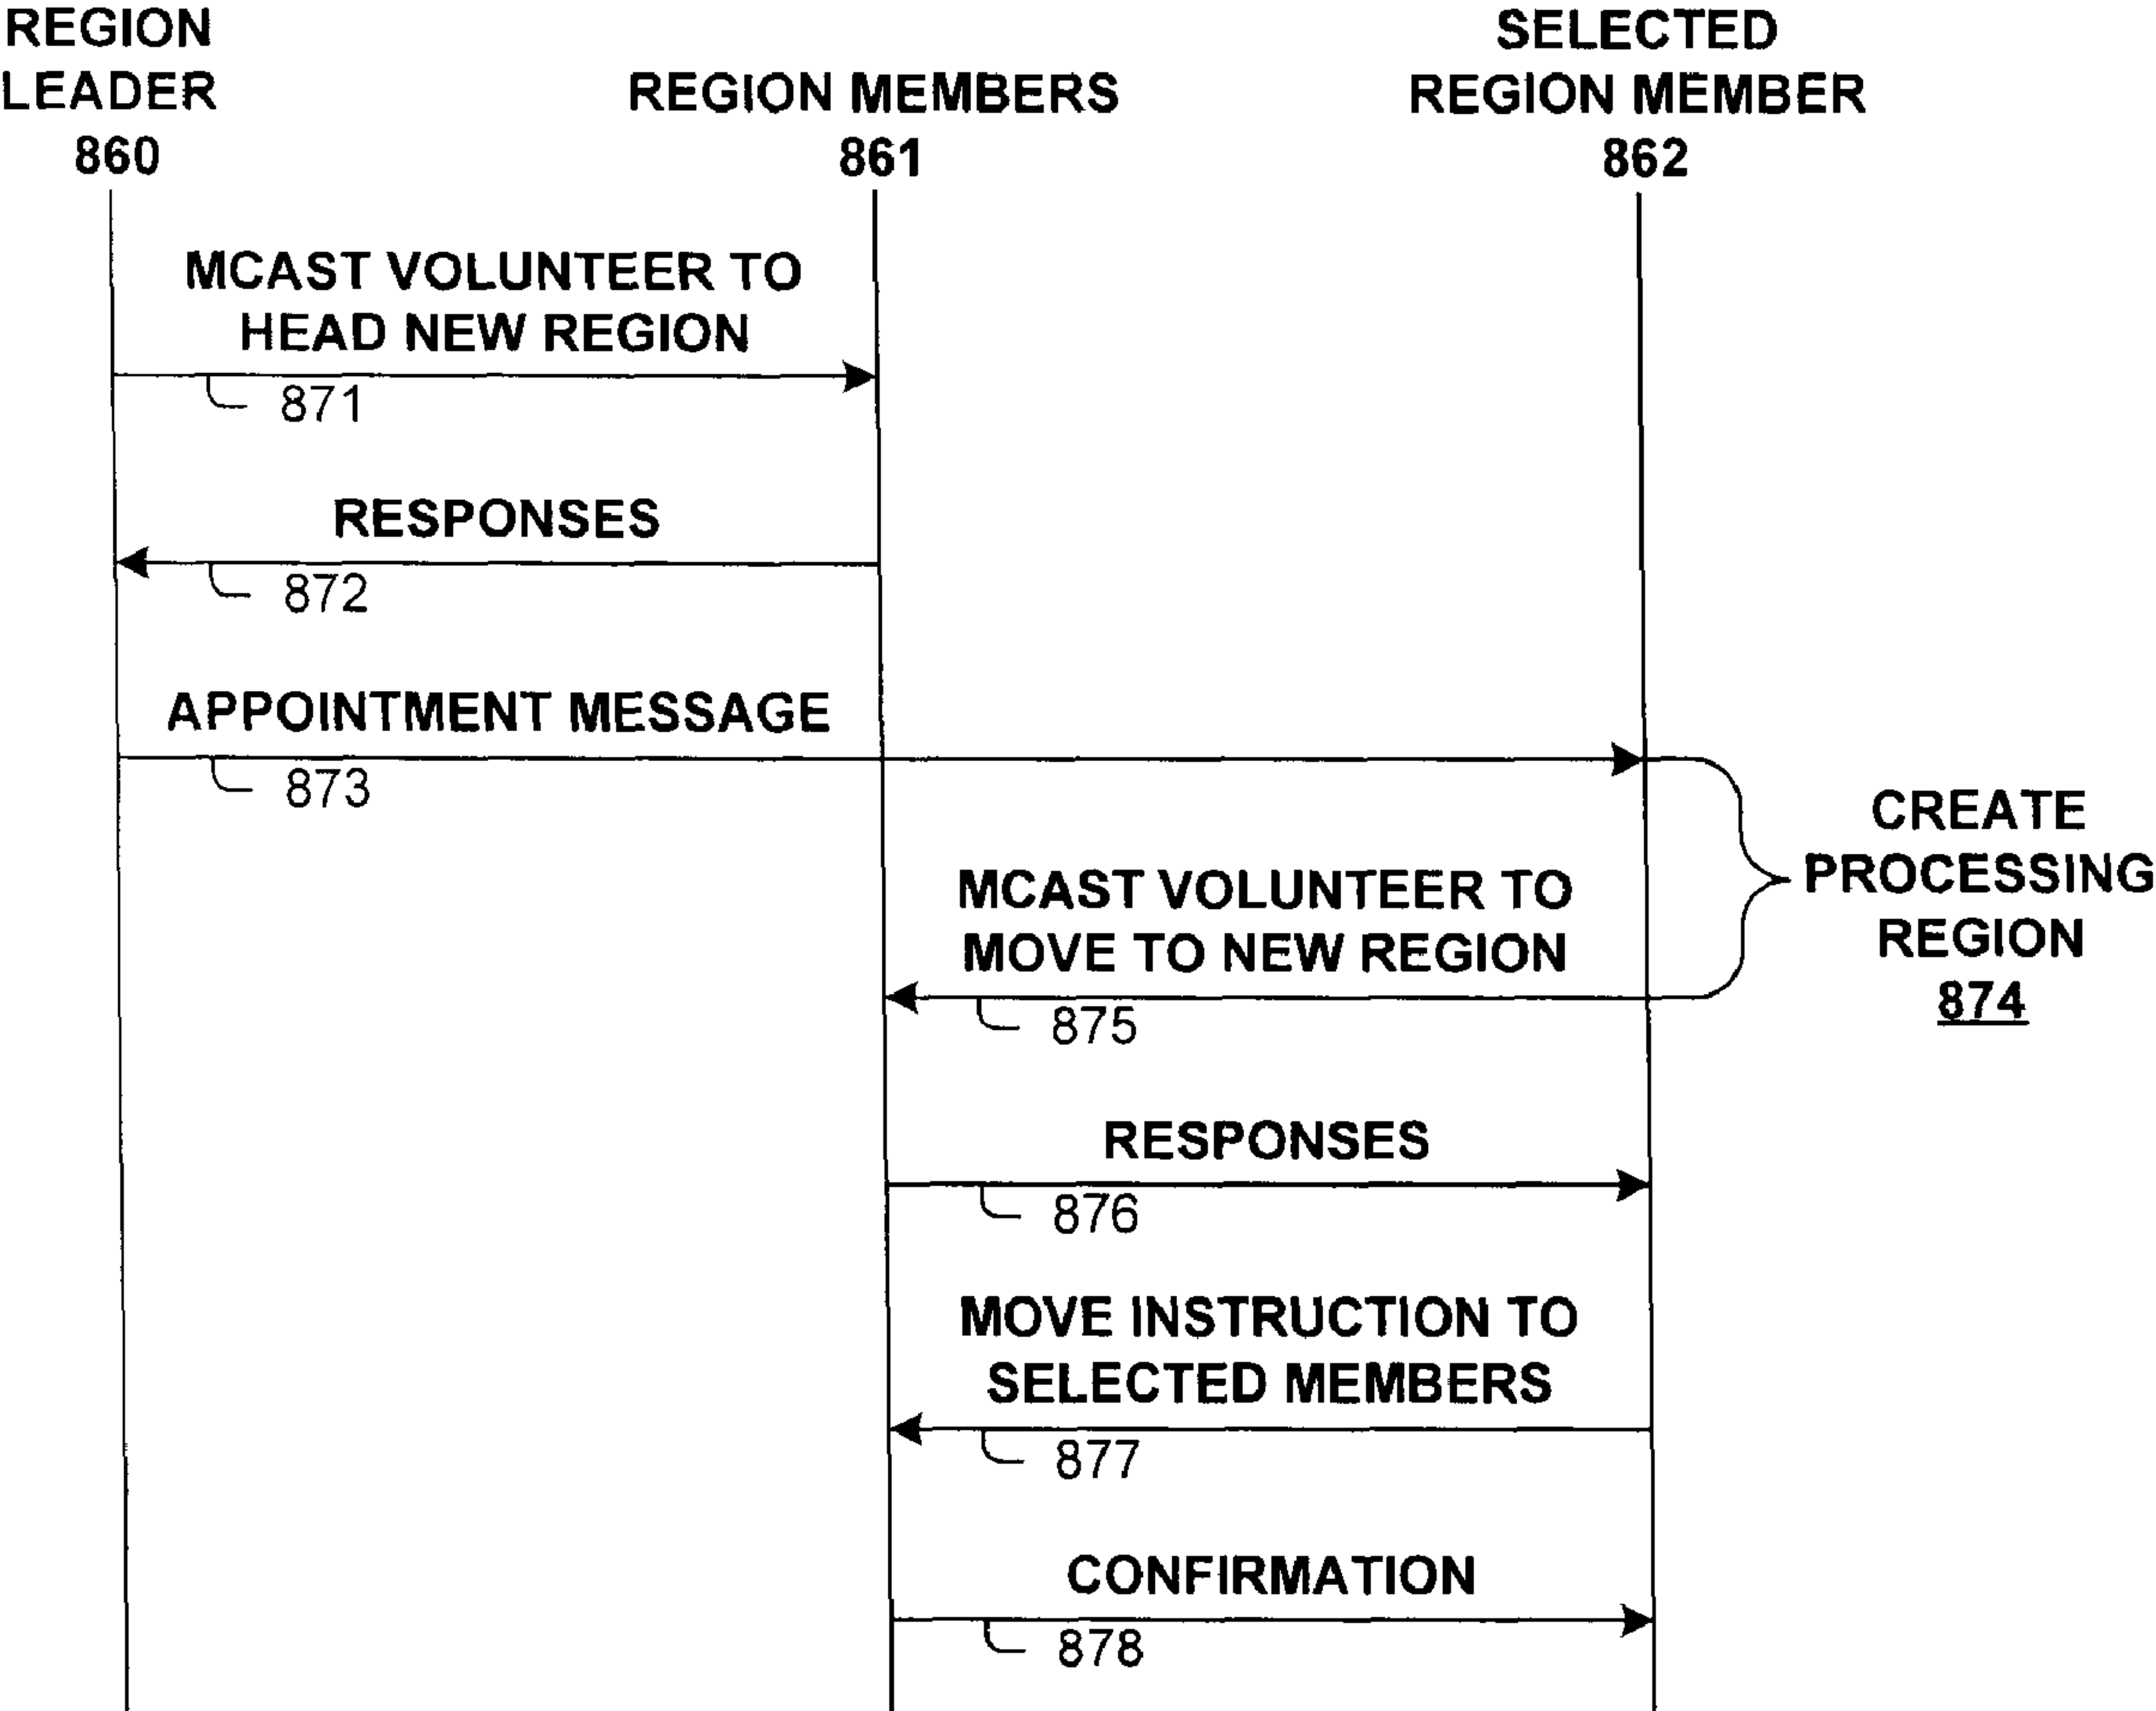 REGION
LEADER
860
REGION MEMBERS
861
SELECTED
REGION MEMBER
862
MCAST VOLUNTEER TO
HEAD NEW REGION
871
RESPONSES
872
APPOINTMENT MESSAGE
873
CREATE
PROCESSING
REGION
874
MCAST VOLUNTEER TO
MOVE TO NEW REGION
875
RESPONSES
876
MOVE INSTRUCTION TO
SELECTED MEMBERS
877
CONFIRMATION
878